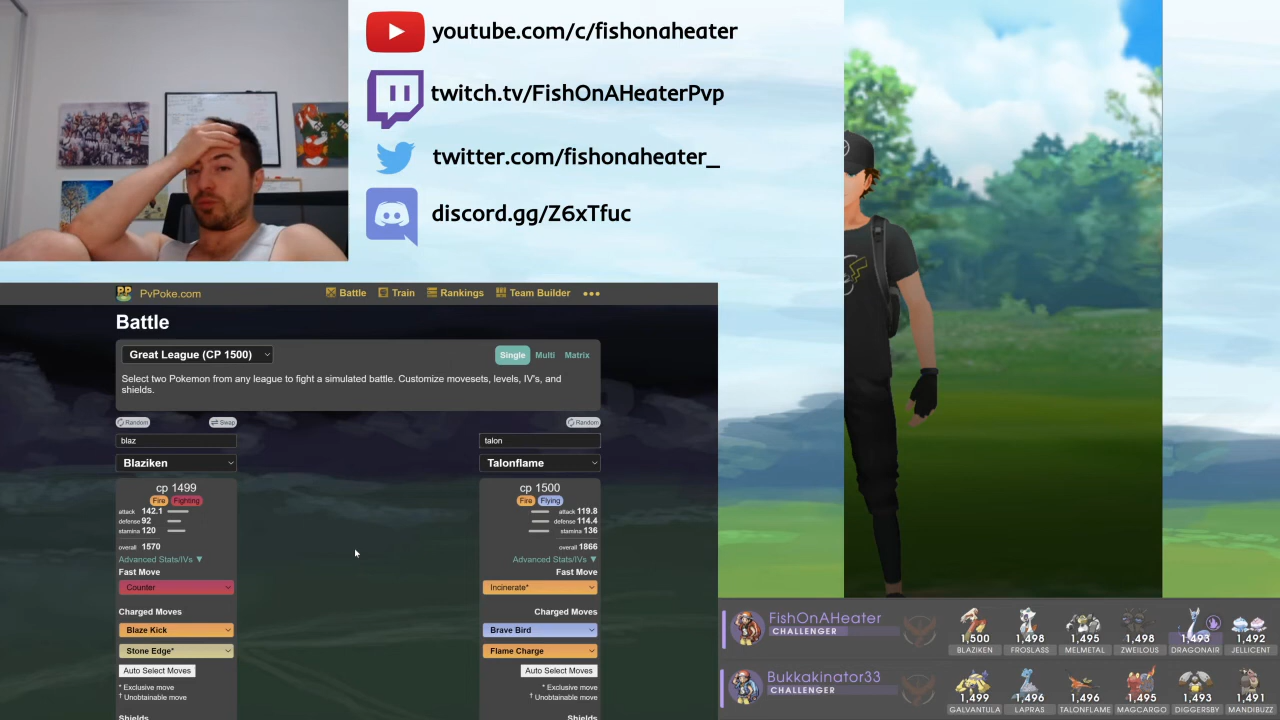 youtube.com/c/fishonaheater
twitch.tv/FishOnAHeaterPvp
twitter.com/fishonaheater_
discord.gg/Z6xTfuc
PP PvPoke.com Battle Train Rankings Team Builder
Battle
Great League (CP 1500) Single Multi Matrix
Select two Pokemon from any league to fight a simulated battle. Customize movesets, levels, IV's, and
shields.
Random Swap Random
blaz talon
Blaziken Talonflame
cp 1499 cp 1500
Fire Fighting Fire Flying
attack 142.1 attack 119.8
defense 92 defense 114.4
stamina 120 stamina 136
overall 1570 overall 1866
Advanced Stats/IVs ▼ Advanced Stats/IVs ▼
Fast Move Fast Move
Counter Incinerate*
Charged Moves Charged Moves
Blaze Kick Brave Bird
Stone Edge* Flame Charge
Auto Select Moves Auto Select Moves
* Exclusive move * Exclusive move
† Unobtainable move † Unobtainable move
Shields Shields
FishOnAHeater
CHALLENGER
1,500 1,498 1,495 1,498 1,493 1,492
BLAZIKEN FROSLASS MELMETAL ZWEILOUS DRAGONAIR JELLICENT
Bukkakinator33
CHALLENGER
1,499 1,496 1,496 1,495 1,493 1,491
GALVANTULA LAPRAS TALONFLAME MAGCARGO DIGGERSBY MANDIBUZZ